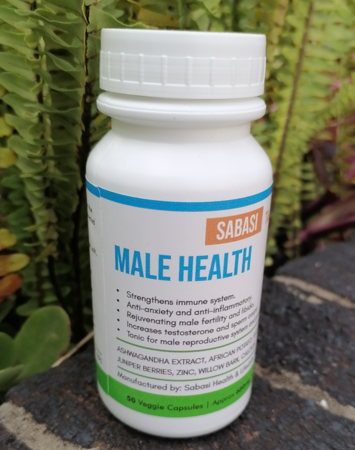 SABASI
MALE HEALTH
• Strengthens immune system.
• Anti-anxiety and anti-inflammatory.
• Rejuvenating male fertility and libido.
• Increases testosterone and sperm
• Tonic for male reproductive system
ASHWAGANDHA EXTRACT, AFRICAN
JUNIPER BERRIES, ZINC, WILLOW BARK,
Manufactured by: Sabasi Health &
50 Veggie Capsules | Approx.